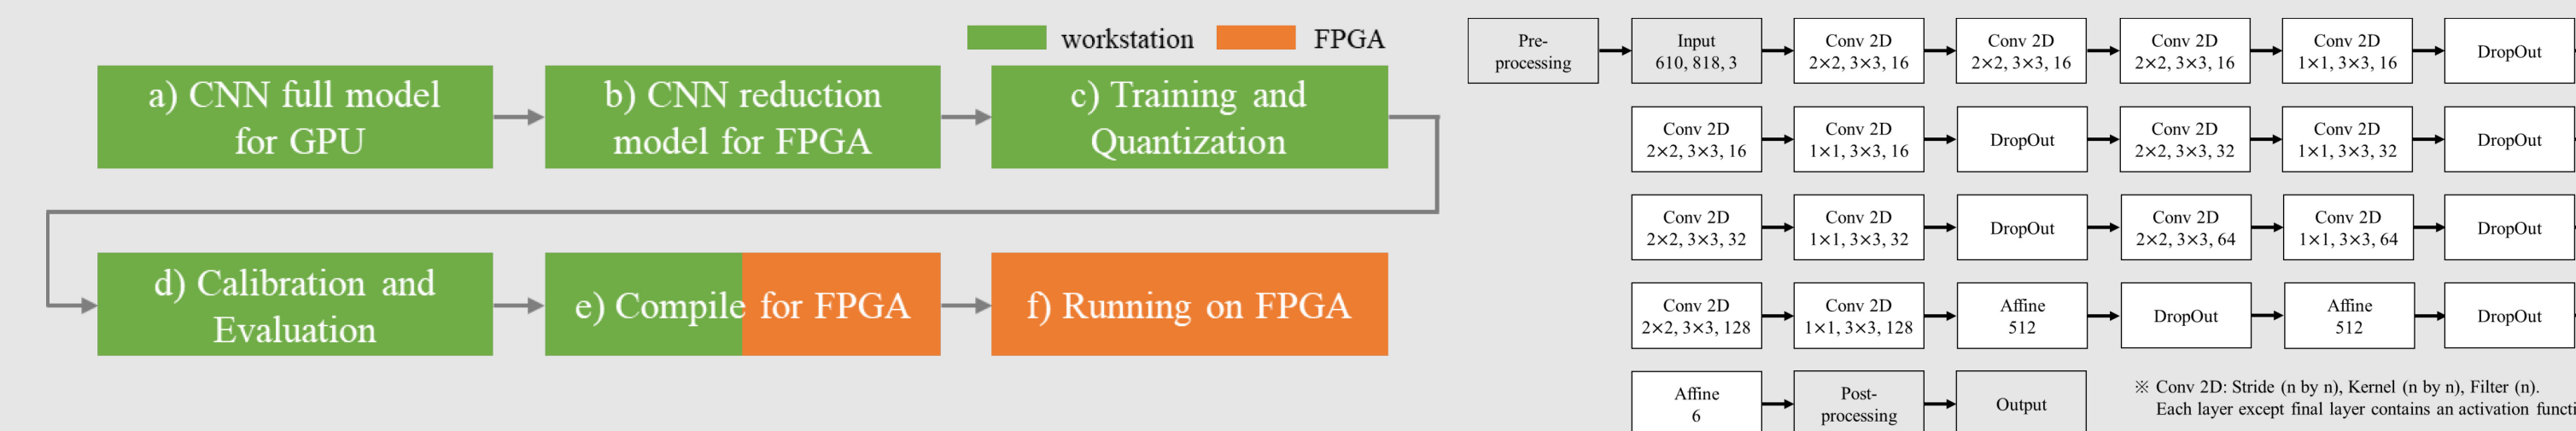 workstation FPGA
a) CNN full model
for GPU
b) CNN reduction
model for FPGA
c) Training and
Quantization
d) Calibration and
Evaluation
e) Compile for FPGA
f) Running on FPGA
Pre-
processing
Input
610, 818, 3
Conv 2D
2×2, 3×3, 16
Conv 2D
2×2, 3×3, 16
Conv 2D
2×2, 3×3, 16
Conv 2D
1×1, 3×3, 16
DropOut
Conv 2D
2×2, 3×3, 16
Conv 2D
1×1, 3×3, 16
DropOut
Conv 2D
2×2, 3×3, 32
Conv 2D
1×1, 3×3, 32
DropOut
Conv 2D
2×2, 3×3, 32
Conv 2D
1×1, 3×3, 32
DropOut
Conv 2D
2×2, 3×3, 64
Conv 2D
1×1, 3×3, 64
DropOut
Conv 2D
2×2, 3×3, 128
Conv 2D
1×1, 3×3, 128
Affine
512
DropOut
Affine
512
DropOut
Affine
6
Post-
processing
Output
※ Conv 2D: Stride (n by n), Kernel (n by n), Filter (n).
Each layer except final layer contains an activation functi